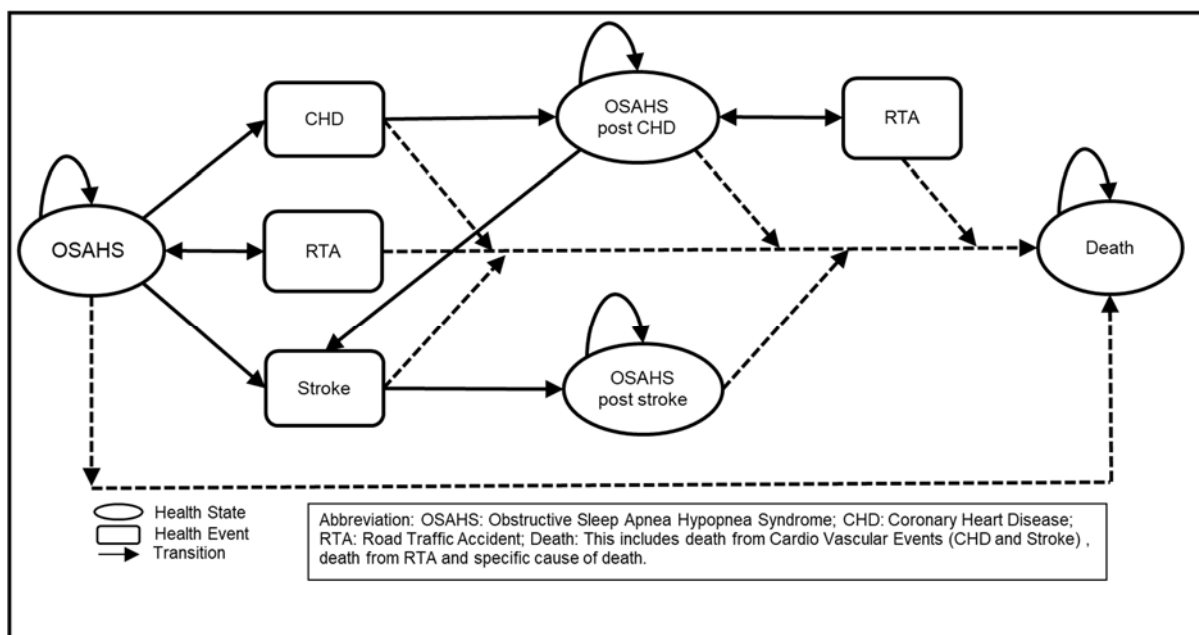 CHD
OSAHS
post CHD
RTA
OSAHS
RTA
Death
Stroke
OSAHS
post stroke
Health State
Health Event
Transition
Abbreviation: OSAHS: Obstructive Sleep Apnea Hypopnea Syndrome; CHD: Coronary Heart Disease;
RTA: Road Traffic Accident; Death: This includes death from Cardio Vascular Events (CHD and Stroke) ,
death from RTA and specific cause of death.